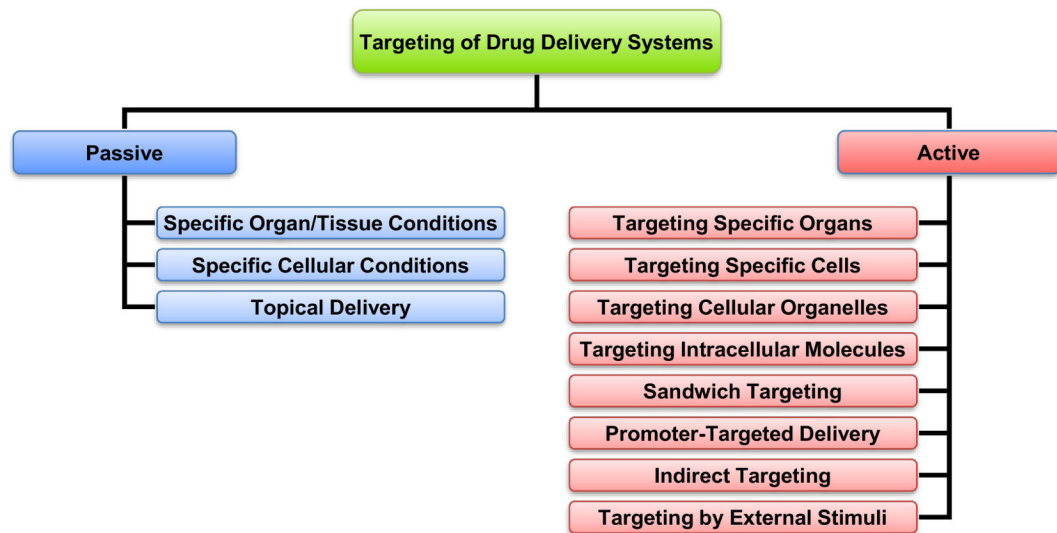 Targeting of Drug Delivery Systems
Passive
Active
Specific Organ/Tissue Conditions
Specific Cellular Conditions
Topical Delivery
Targeting Specific Organs
Targeting Specific Cells
Targeting Cellular Organelles
Targeting Intracellular Molecules
Sandwich Targeting
Promoter-Targeted Delivery
Indirect Targeting
Targeting by External Stimuli